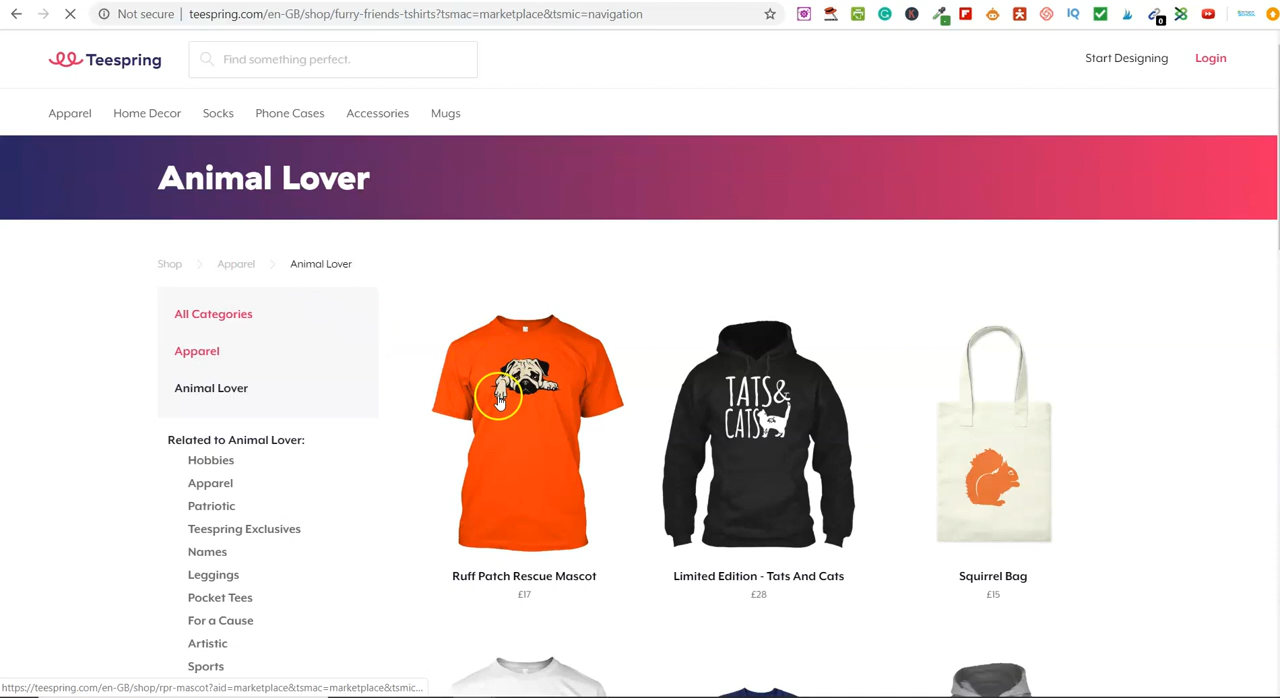 Not secure | teespring.com/en-GB/shop/furry-friends-tshirts?tsmac=marketplace&tsmic=navigation
Teespring
Find something perfect.
Start Designing
Login
Apparel
Home Decor
Socks
Phone Cases
Accessories
Mugs
Animal Lover
Shop
Apparel
Animal Lover
All Categories
Apparel
Animal Lover
Related to Animal Lover:
Hobbies
Apparel
Patriotic
Teespring Exclusives
Names
Leggings
Pocket Tees
For a Cause
Artistic
Sports
TATS&
CATS
Ruff Patch Rescue Mascot
£17
Limited Edition - Tats And Cats
£28
Squirrel Bag
£15
https://teespring.com/en-GB/shop/rpr-mascot?aid=marketplace&tsmac=marketplace&tsmic...